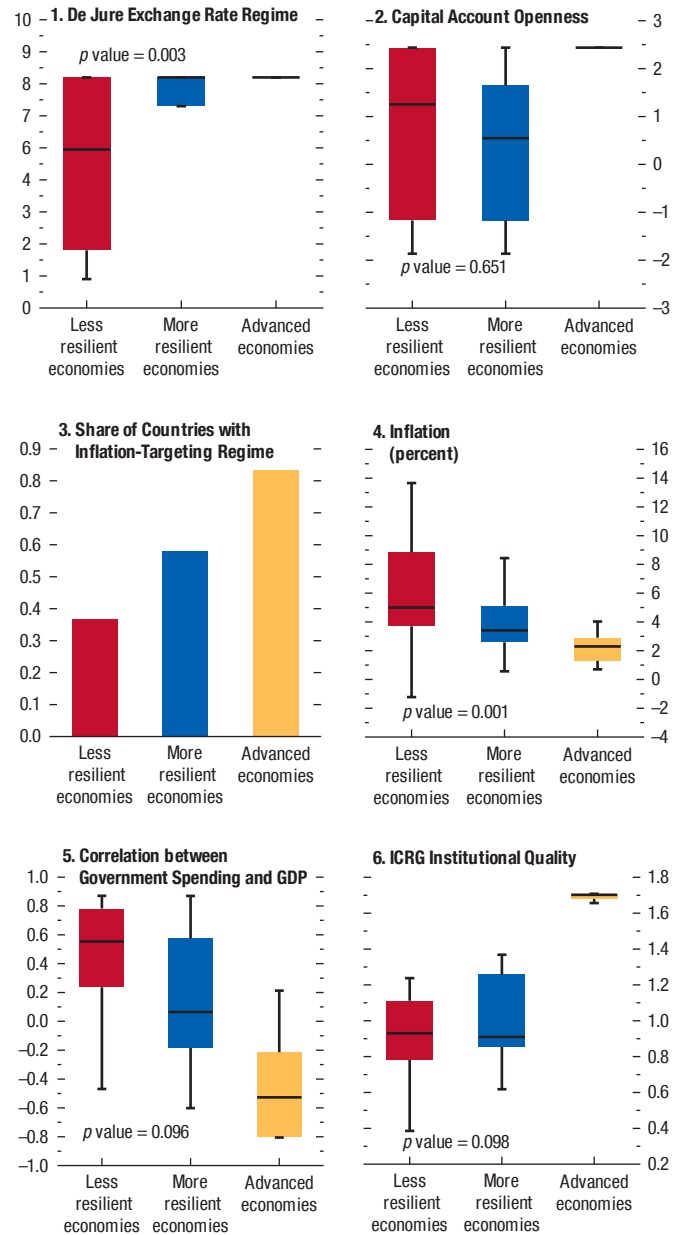 1. De Jure Exchange Rate Regime
p value = 0.003
10
9
8
7
6
5
4
3
2
1
0
Less resilient economies
More resilient economies
Advanced economies
2. Capital Account Openness
p value = 0.651
3
2
1
0
–1
–2
–3
Less resilient economies
More resilient economies
Advanced economies
3. Share of Countries with
Inflation-Targeting Regime
0.9
0.8
0.7
0.6
0.5
0.4
0.3
0.2
0.1
0.0
Less resilient economies
More resilient economies
Advanced economies
4. Inflation
(percent)
p value = 0.001
16
14
12
10
8
6
4
2
0
–2
–4
Less resilient economies
More resilient economies
Advanced economies
5. Correlation between
Government Spending and GDP
p value = 0.096
1.0
0.8
0.6
0.4
0.2
0.0
–0.2
–0.4
–0.6
–0.8
–1.0
Less resilient economies
More resilient economies
Advanced economies
6. ICRG Institutional Quality
p value = 0.098
1.8
1.6
1.4
1.2
1.0
0.8
0.6
0.4
0.2
Less resilient economies
More resilient economies
Advanced economies